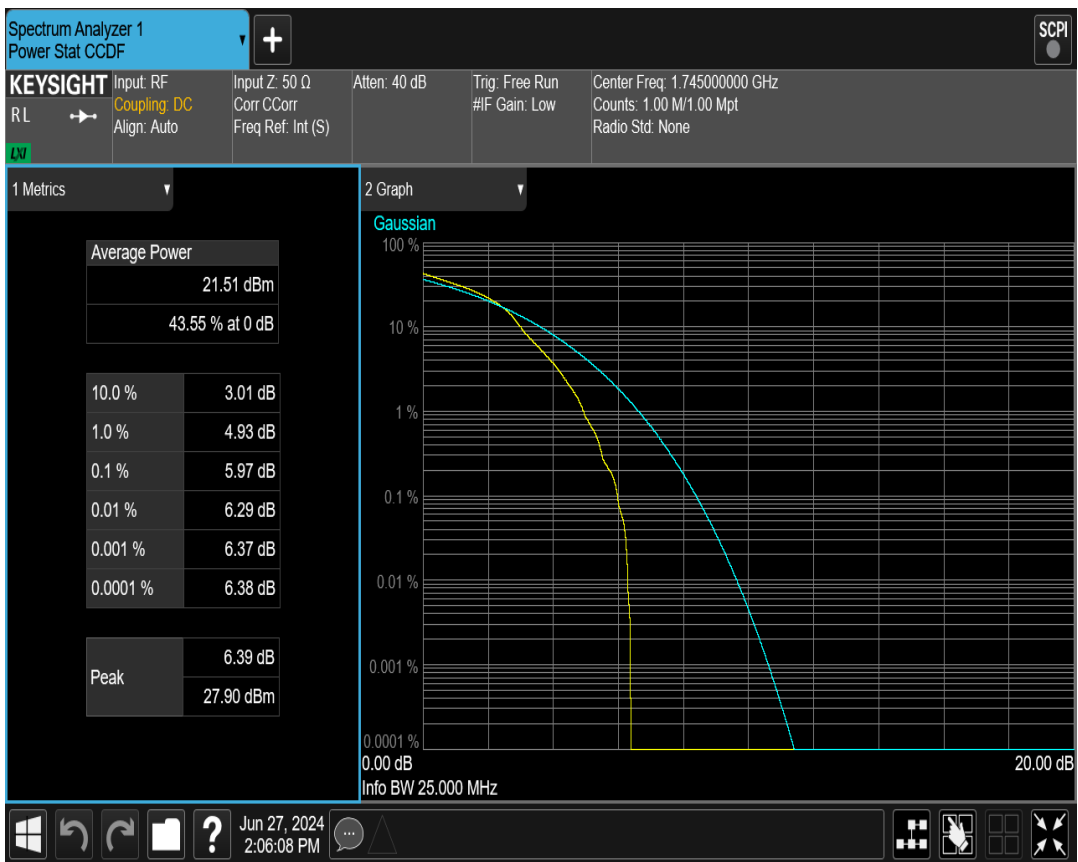 Spectrum Analyzer 1
Power Stat CCDF
+
SCPI
KEYSIGHT
RL
LXI
Input: RF
Coupling: DC
Align: Auto
Input Z: 50 Ω
Corr CCorr
Freq Ref: Int (S)
Atten: 40 dB
Trig: Free Run
#IF Gain: Low
Center Freq: 1.745000000 GHz
Counts: 1.00 M/1.00 Mpt
Radio Std: None
1 Metrics
Average Power
21.51 dBm
43.55 % at 0 dB
10.0 % 3.01 dB
1.0 % 4.93 dB
0.1 % 5.97 dB
0.01 % 6.29 dB
0.001 % 6.37 dB
0.0001 % 6.38 dB
Peak
6.39 dB
27.90 dBm
2 Graph
Gaussian
100 %
10 %
1 %
0.1 %
0.01 %
0.001 %
0.0001 %
0.00 dB
20.00 dB
Info BW 25.000 MHz
?
Jun 27, 2024
2:06:08 PM